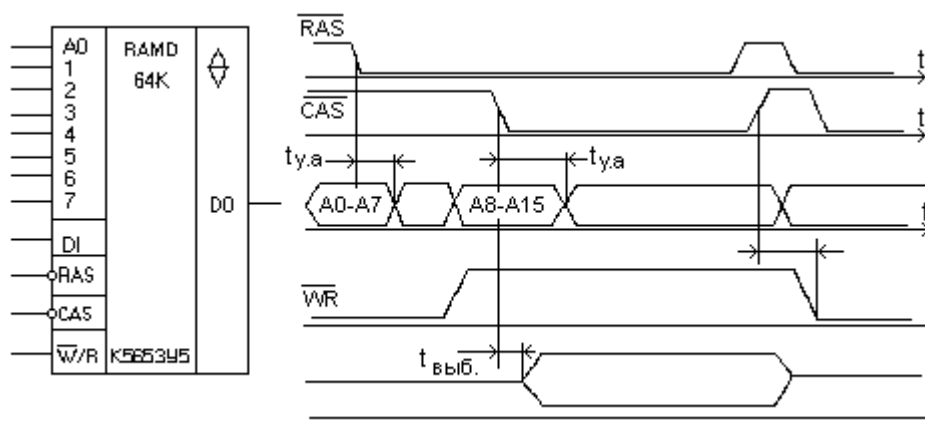 A0
1
2
3
4
5
6
7
DI
RAS
CAS
W/R
RAMD
64K
K565ЗУ5
D0
RAS
t
CAS
t
tу.а
tу.а
A0-A7
A8-A15
t
WR
tвыб.